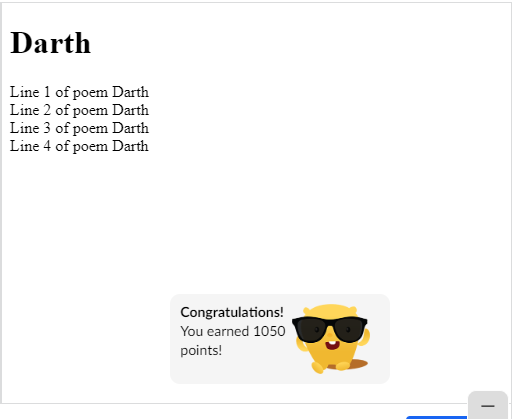 Darth
Line 1 of poem Darth
Line 2 of poem Darth
Line 3 of poem Darth
Line 4 of poem Darth
Congratulations!
You earned 1050
points!